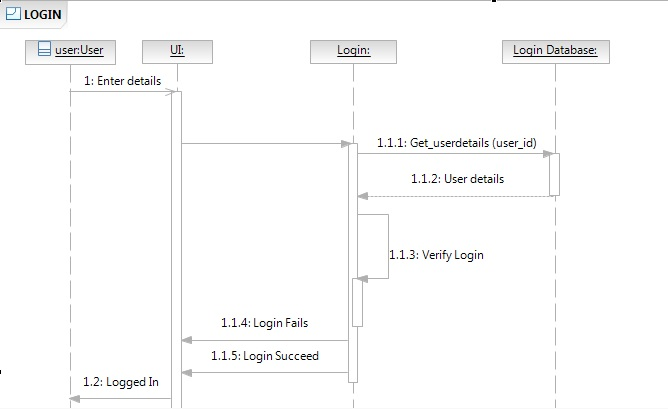 LOGIN
user:User
UI:
Login:
Login Database:
1: Enter details
1.1.1: Get_userdetails (user_id)
1.1.2: User details
1.1.3: Verify Login
1.1.4: Login Fails
1.1.5: Login Succeed
1.2: Logged In